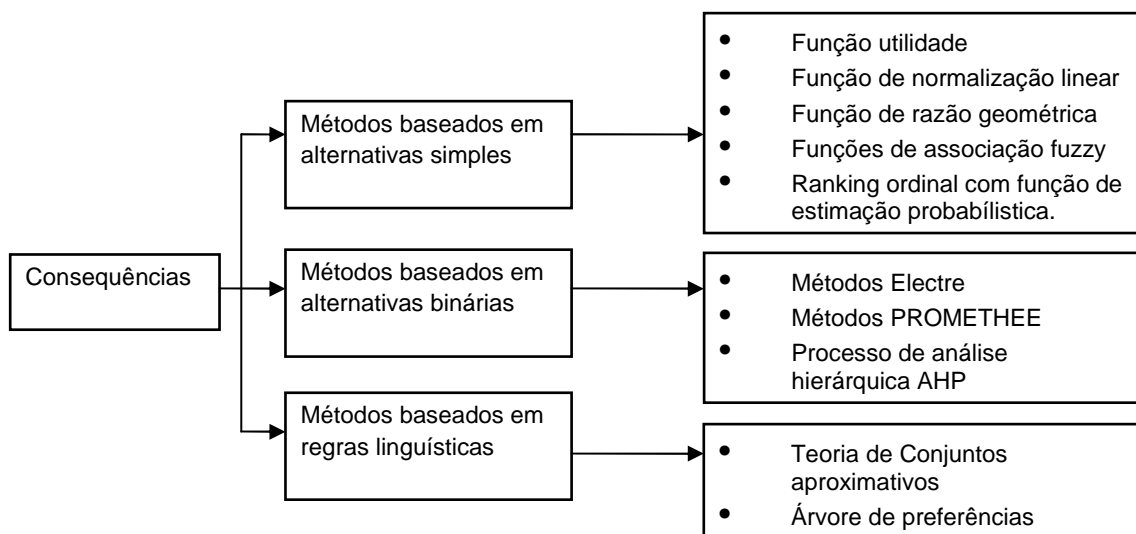 Consequências
Métodos baseados em
alternativas simples
• Função utilidade
• Função de normalização linear
• Função de razão geométrica
• Funções de associação fuzzy
• Ranking ordinal com função de
estimação probabílistica.
Métodos baseados em
alternativas binárias
• Métodos Electre
• Métodos PROMETHEE
• Processo de análise
hierárquica AHP
Métodos baseados em
regras linguísticas
• Teoria de Conjuntos
aproximativos
• Árvore de preferências